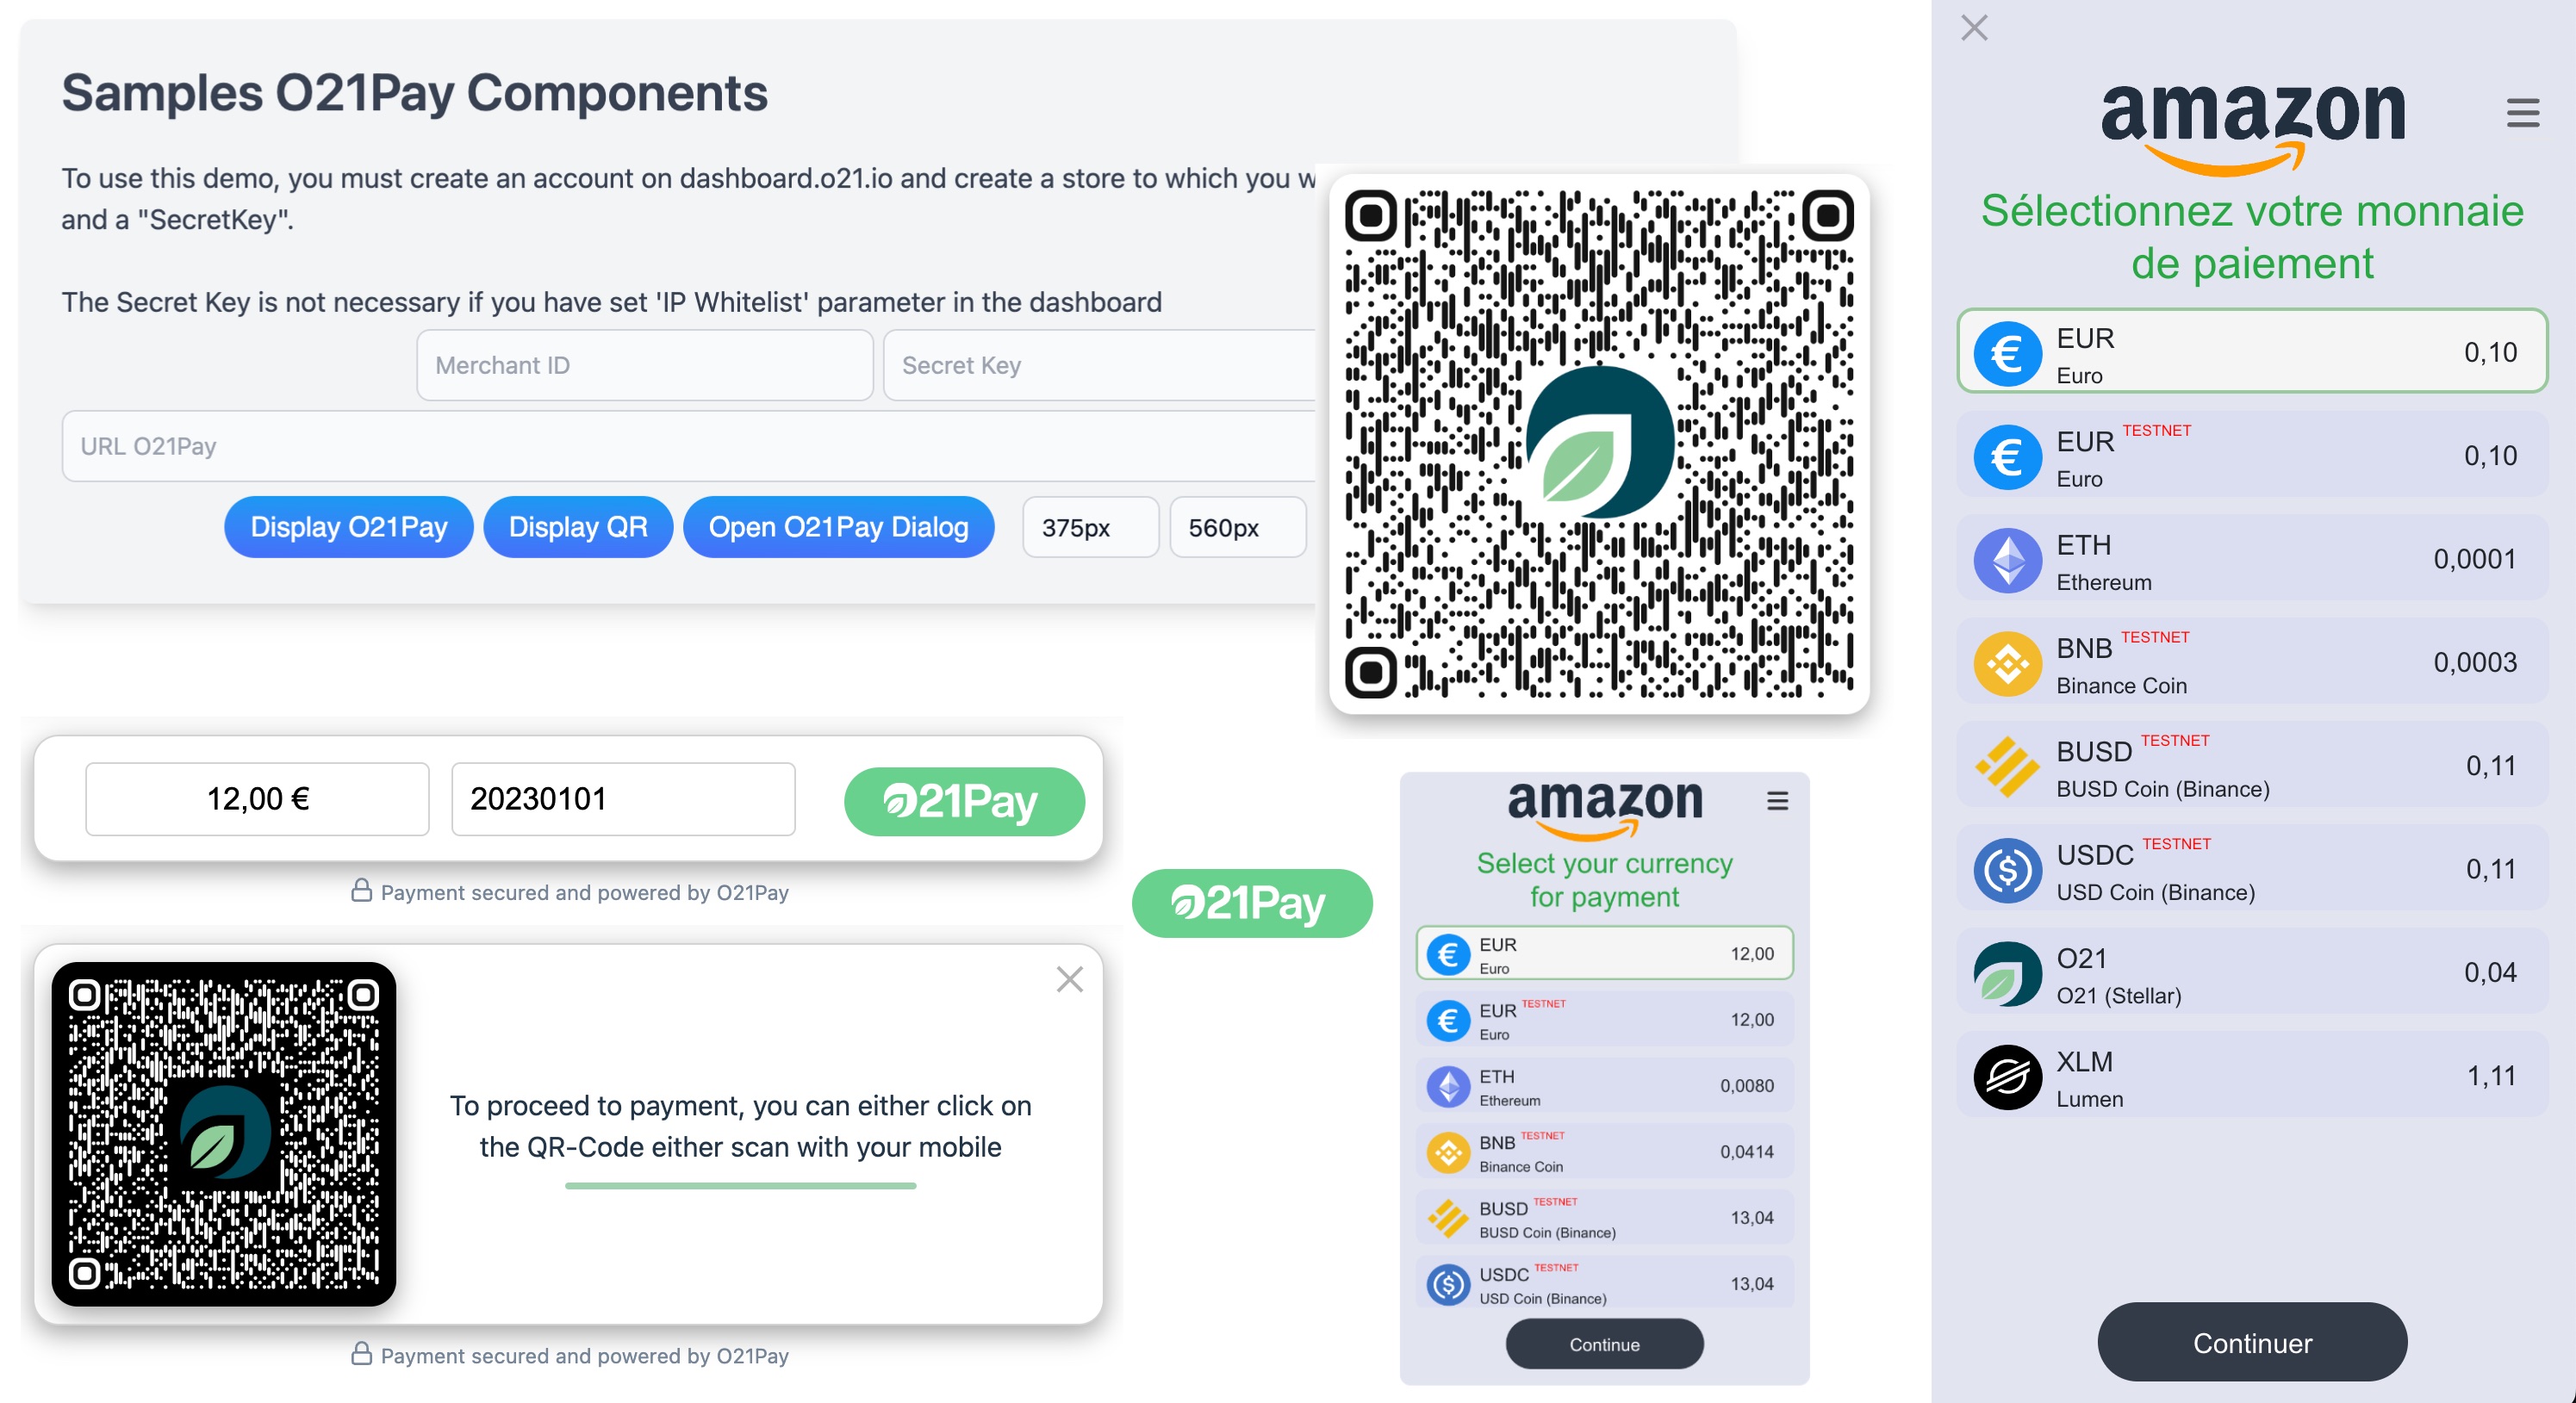 Samples O21Pay Components
To use this demo, you must create an account on dashboard.o21.io and create a store to which you w
and a "SecretKey".
The Secret Key is not necessary if you have set 'IP Whitelist' parameter in the dashboard
Merchant ID
Secret Key
URL O21Pay
Display O21Pay
Display QR
Open O21Pay Dialog
375px
560px
12,00 €
20230101
O21Pay
Payment secured and powered by O21Pay
To proceed to payment, you can either click on
the QR-Code either scan with your mobile
Payment secured and powered by O21Pay
O21Pay
amazon
Select your currency
for payment
EUR
Euro
12,00
EUR TESTNET
Euro
12,00
ETH
Ethereum
0,0080
BNB TESTNET
Binance Coin
0,0414
BUSD TESTNET
BUSD Coin (Binance)
13,04
USDC TESTNET
USD Coin (Binance)
13,04
Continue
amazon
Sélectionnez votre monnaie
de paiement
EUR
Euro
0,10
EUR TESTNET
Euro
0,10
ETH
Ethereum
0,0001
BNB TESTNET
Binance Coin
0,0003
BUSD TESTNET
BUSD Coin (Binance)
0,11
USDC TESTNET
USD Coin (Binance)
0,11
O21
O21 (Stellar)
0,04
XLM
Lumen
1,11
Continuer